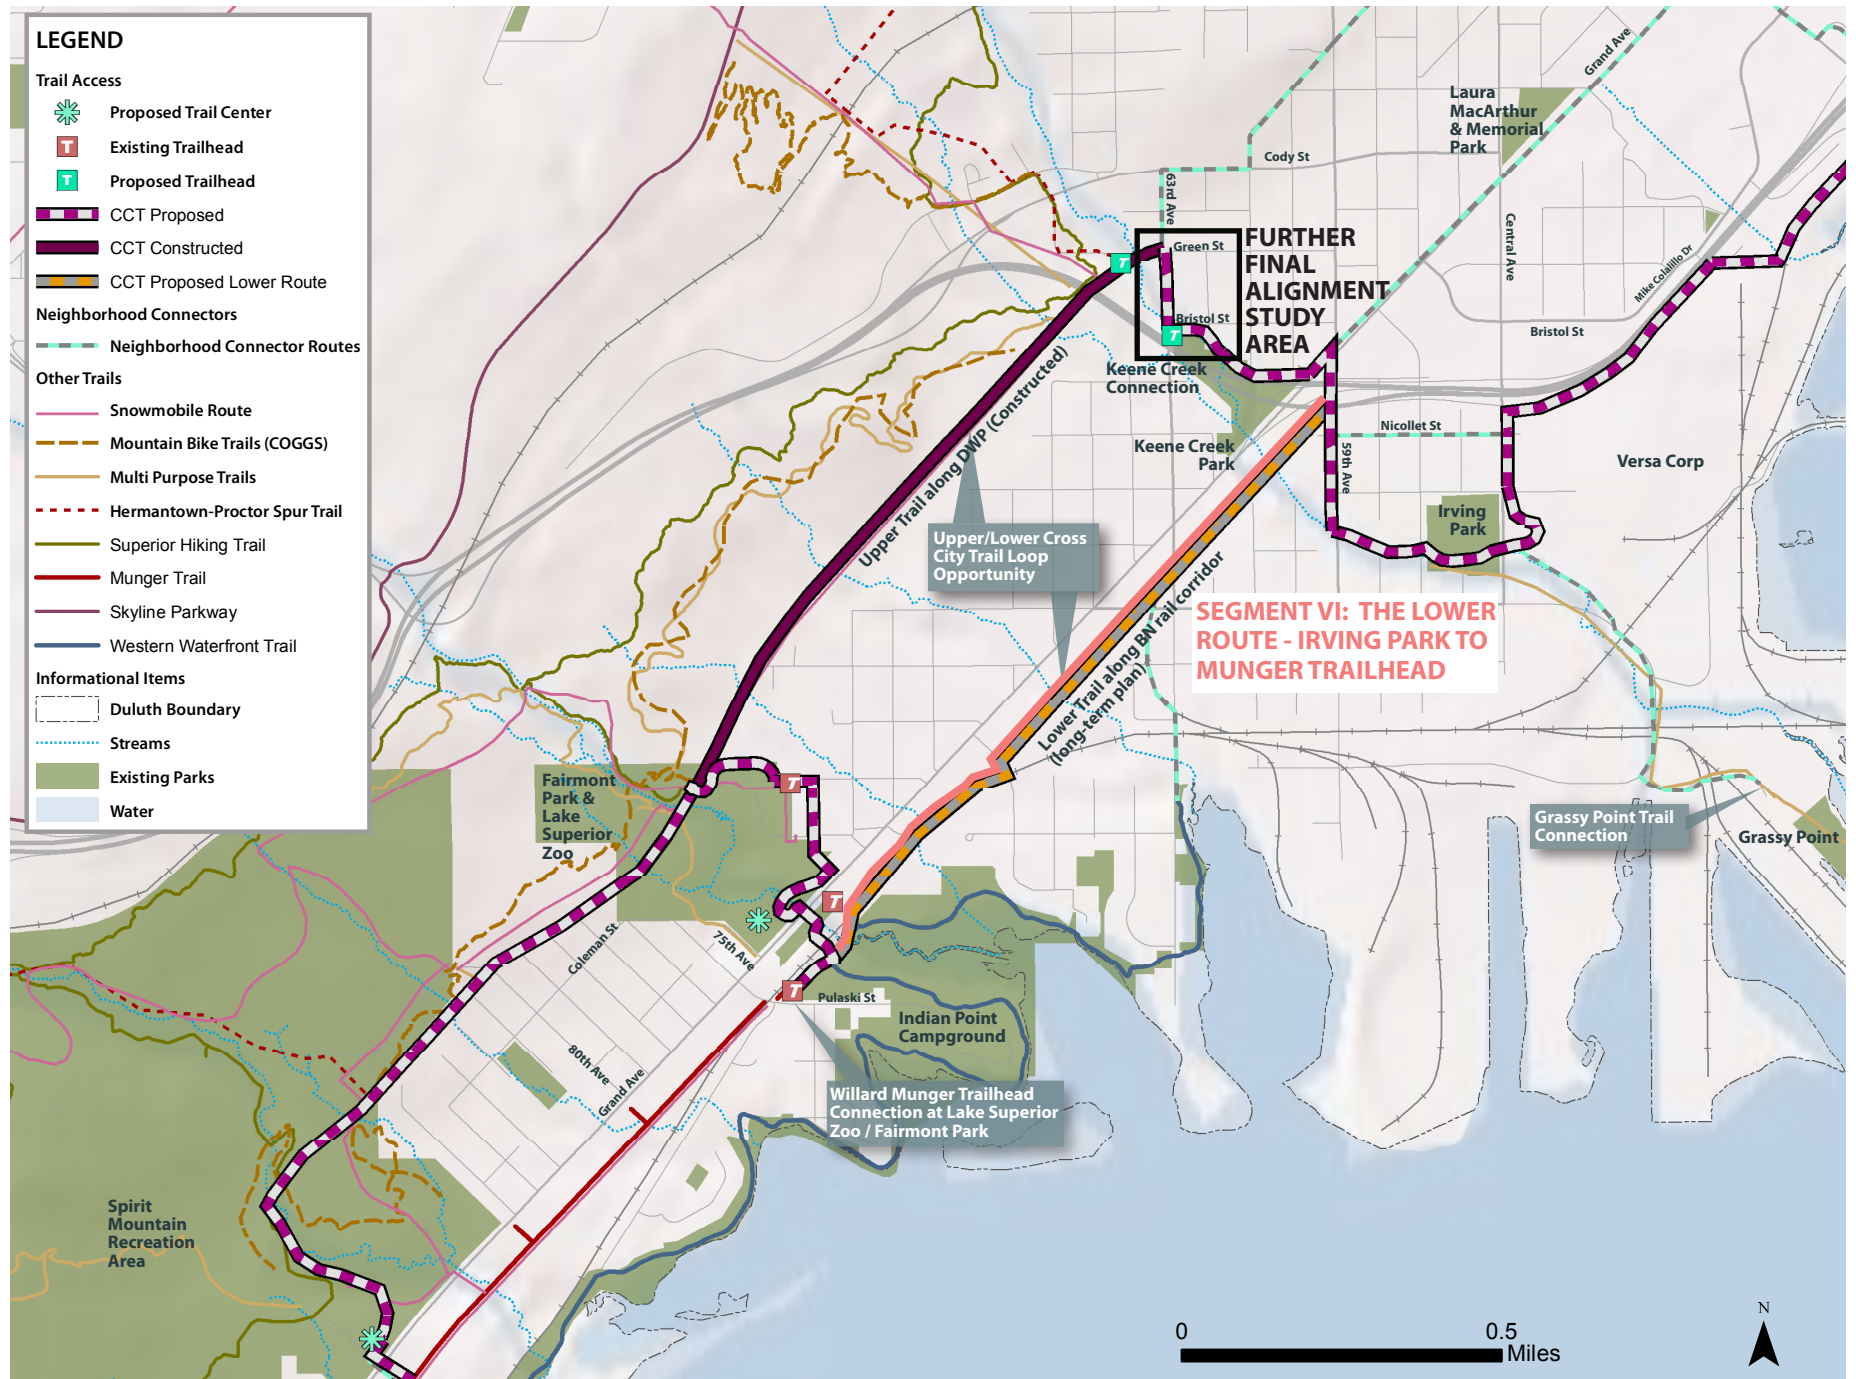 LEGEND
Trail Access
Proposed Trail Center
T
Existing Trailhead
T
Proposed Trailhead
CCT Proposed
CCT Constructed
CCT Proposed Lower Route
Neighborhood Connectors
Neighborhood Connector Routes
Other Trails
Snowmobile Route
Mountain Bike Trails (COGGS)
Multi Purpose Trails
Hermantown-Proctor Spur Trail
Superior Hiking Trail
Munger Trail
Skyline Parkway
Western Waterfront Trail
Informational Items
Duluth Boundary
Streams
Existing Parks
Water
Grand Ave
Laura
MacArthur
& Memorial
Park
Cody St
63rd Ave
Central Ave
Green St
T
FURTHER
FINAL
ALIGNMENT
STUDY
AREA
Mike Colalillo Dr
Bristol St
T
Bristol St
Keene Creek
Connection
Nicollet St
Keene Creek
Park
59th Ave
Versa Corp
Irving
Park
Upper Trail along DWP (Constructed)
Upper/Lower Cross
City Trail Loop
Opportunity
SEGMENT VI: THE LOWER
ROUTE - IRVING PARK TO
MUNGER TRAILHEAD
Lower Trail along BN rail corridor
(long-term plan)
Fairmont
Park &
Lake
Superior
Zoo
T
Grassy Point Trail
Connection
Grassy Point
T
Coleman St
75th Ave
T
Pulaski St
Indian Point
Campground
80th Ave
Grand Ave
Willard Munger Trailhead
Connection at Lake Superior
Zoo / Fairmont Park
Spirit
Mountain
Recreation
Area
N
0
0.5
Miles